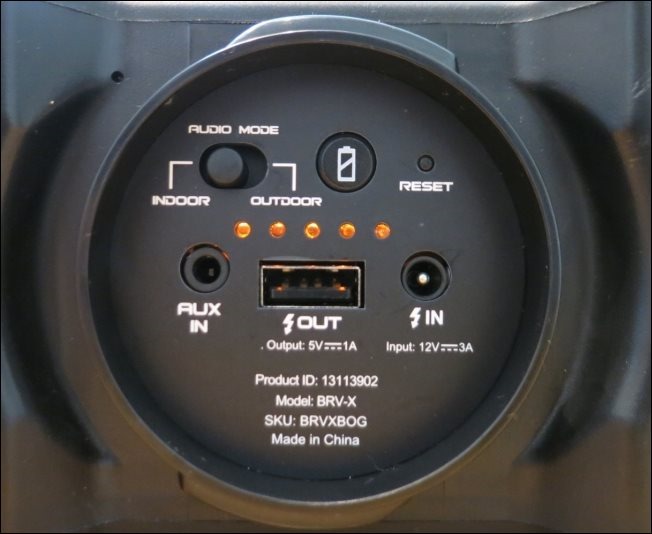 AUDIO MODE
INDOOR
OUTDOOR
RESET
AUX
IN
OUT
IN
Output: 5V⎓1A
Input: 12V⎓3A
Product ID: 13113902
Model: BRV-X
SKU: BRVXBOG
Made in China